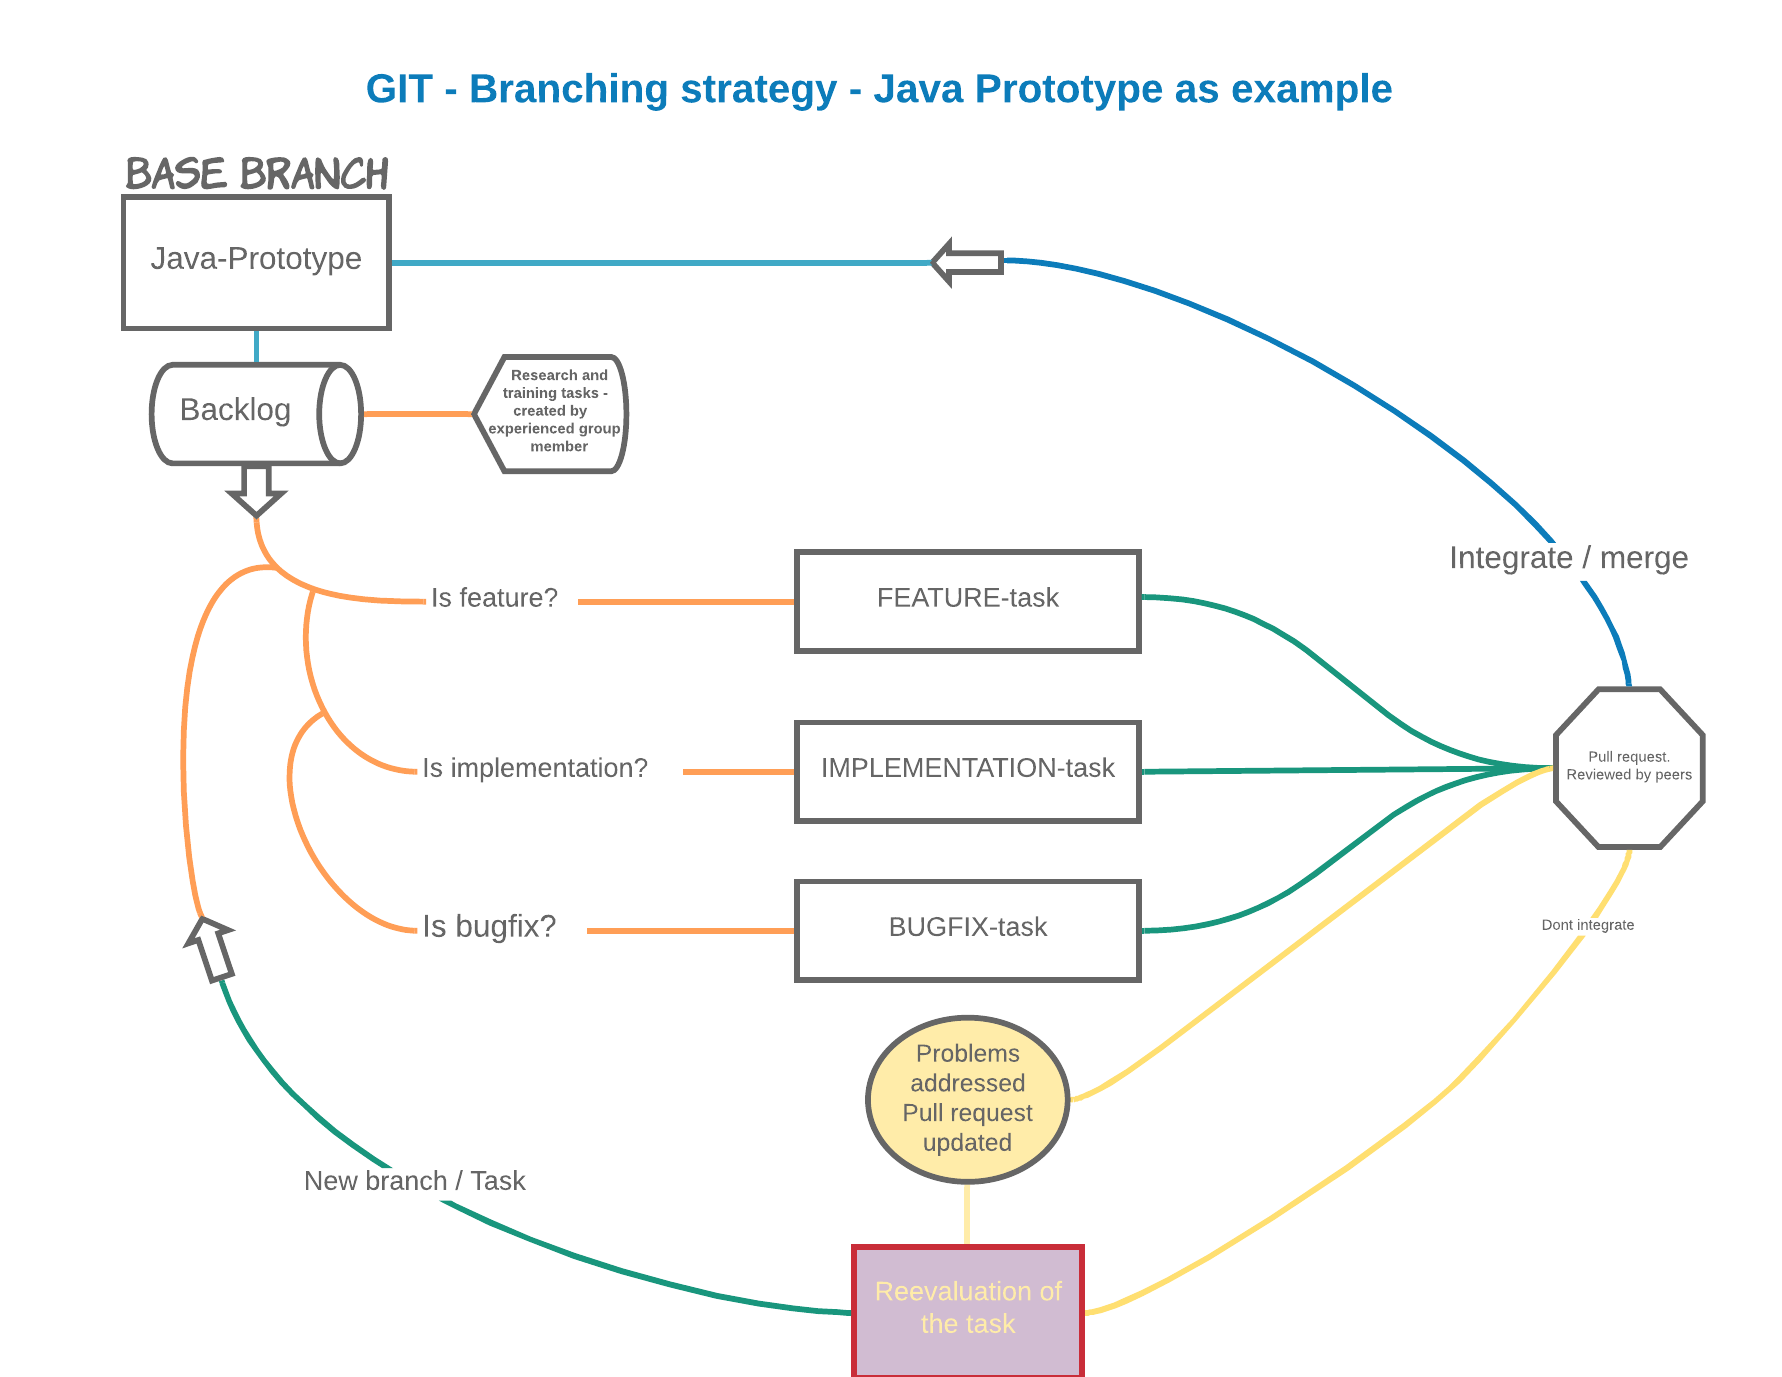 GIT - Branching strategy - Java Prototype as example
BASE BRANCH
Java-Prototype
Backlog
Research and
training tasks -
created by
experienced group
member
Integrate / merge
Is feature?
FEATURE-task
Is implementation?
IMPLEMENTATION-task
Pull request.
Reviewed by peers
Is bugfix?
BUGFIX-task
Dont integrate
Problems
addressed
Pull request
updated
New branch / Task
Reevaluation of
the task